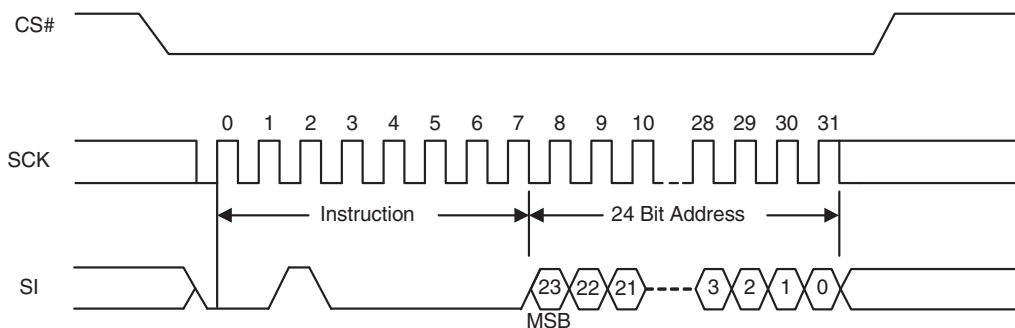 CS#
0 1 2 3 4 5 6 7 8 9 10 28 29 30 31
SCK
Instruction 24 Bit Address
SI 23 22 21 3 2 1 0
MSB